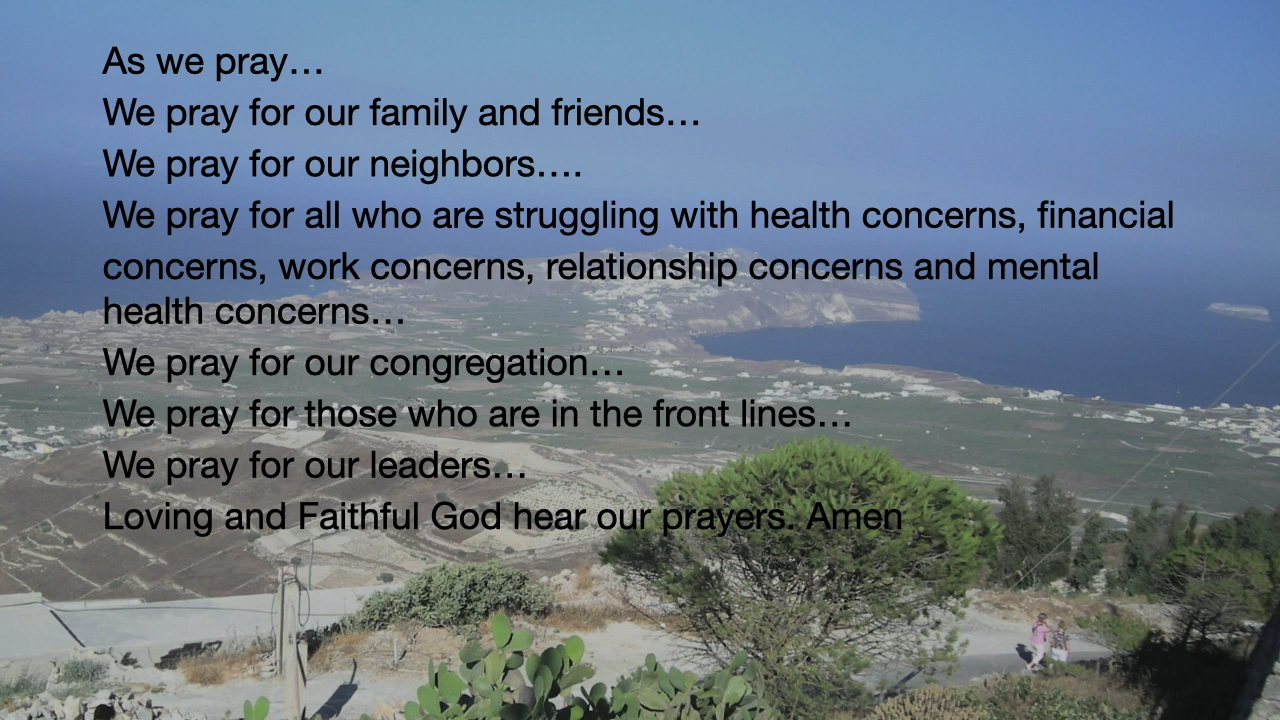 As we pray…
We pray for our family and friends…
We pray for our neighbors….
We pray for all who are struggling with health concerns, financial
concerns, work concerns, relationship concerns and mental
health concerns…
We pray for our congregation…
We pray for those who are in the front lines…
We pray for our leaders…
Loving and Faithful God hear our prayers. Amen